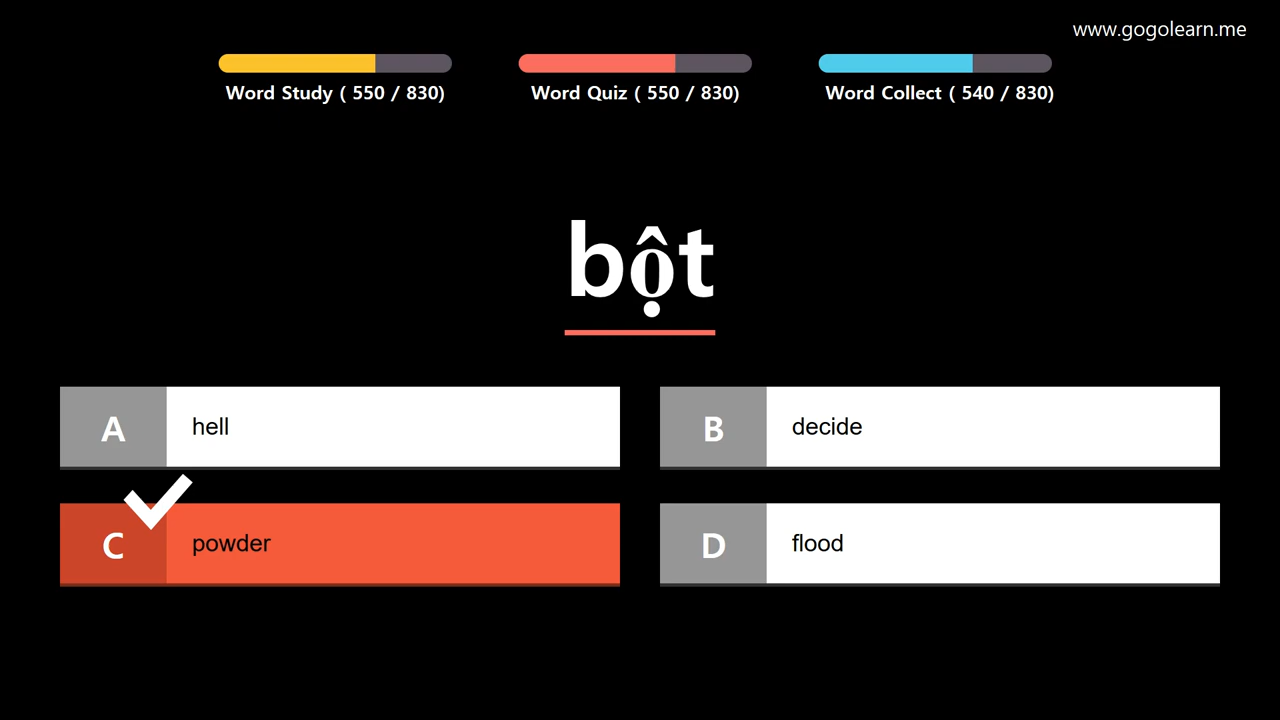 www.gogolearn.me
Word Study ( 550 / 830)
Word Quiz ( 550 / 830)
Word Collect ( 540 / 830)
bột
A hell
B decide
C powder
D flood